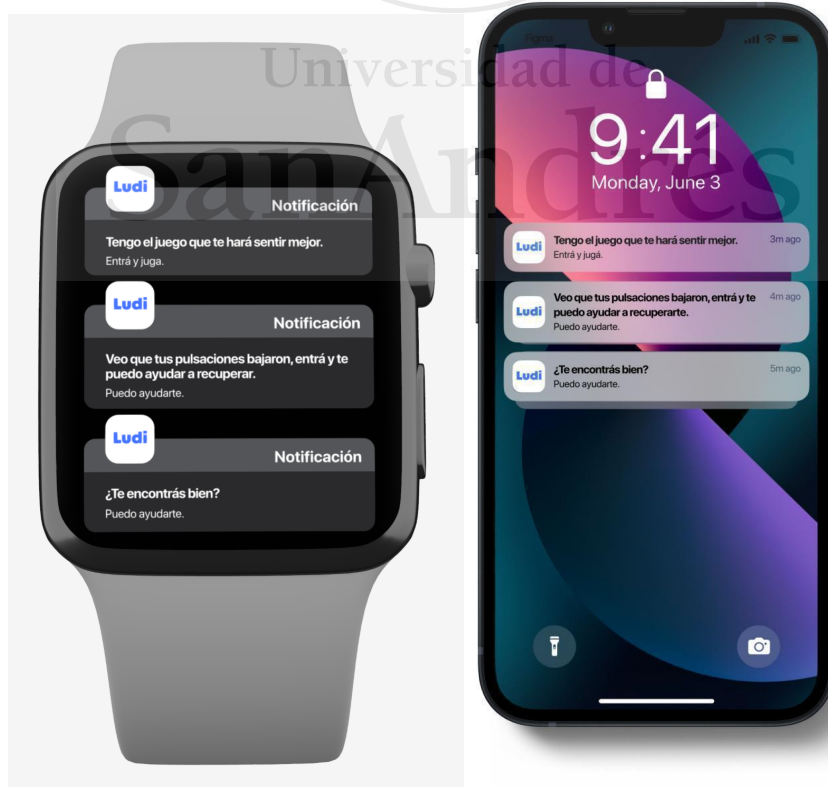 Universidad de
SanAndrés
Ludi
Notificación
Tengo el juego que te hará sentir mejor.
Entrá y juga.
Ludi
Notificación
Veo que tus pulsaciones bajaron, entrá y te
puedo ayudar a recuperar.
Puedo ayudarte.
Ludi
Notificación
¿Te encontrás bien?
Puedo ayudarte.
Figma
9:41
Monday, June 3
Ludi
Tengo el juego que te hará sentir mejor.
3m ago
Entrá y jugá.
Ludi
Veo que tus pulsaciones bajaron, entrá y te
4m ago
puedo ayudar a recuperarte.
Puedo ayudarte.
Ludi
¿Te encontrás bien?
5m ago
Puedo ayudarte.